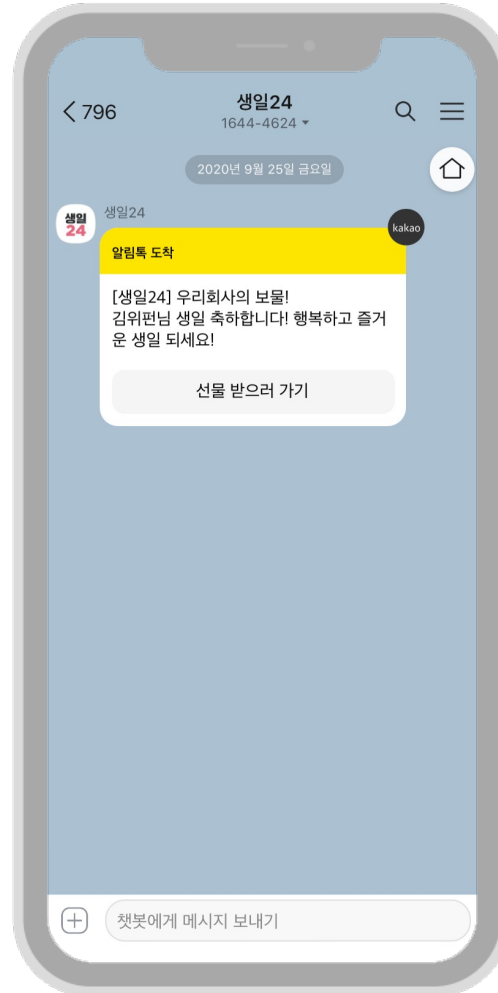 796
생일24
1644-4624
2020년 9월 25일 금요일
생일
24
생일24
kakao
알림톡 도착
[생일24] 우리회사의 보물!
김위펀님 생일 축하합니다! 행복하고 즐거
운 생일 되세요!
선물 받으러 가기
챗봇에게 메시지 보내기